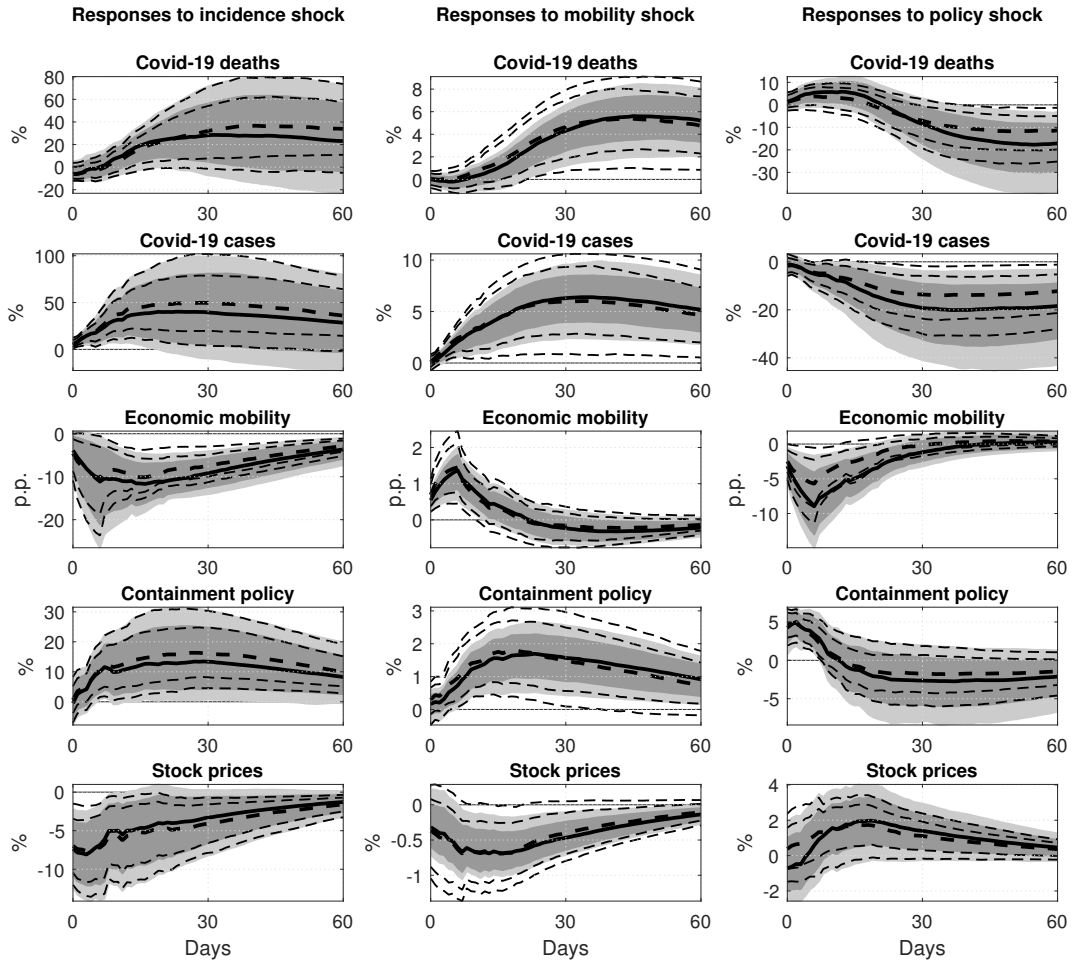 Responses to incidence shock Responses to mobility shock Responses to policy shock
Covid-19 deaths Covid-19 deaths Covid-19 deaths
80
60
40
20
0
-20
%
0 30 60
8
6
4
2
0
%
0 30 60
10
0
-10
-20
-30
%
0 30 60
Covid-19 cases Covid-19 cases Covid-19 cases
100
50
0
%
0 30 60
10
5
0
%
0 30 60
0
-20
-40
%
0 30 60
Economic mobility Economic mobility Economic mobility
0
-10
-20
p.p.
0 30 60
2
1
0
p.p.
0 30 60
0
-5
-10
p.p.
0 30 60
Containment policy Containment policy Containment policy
30
20
10
0
%
0 30 60
3
2
1
0
%
0 30 60
5
0
-5
%
0 30 60
Stock prices Stock prices Stock prices
0
-5
-10
%
0 30 60
Days
0
-0.5
-1
%
0 30 60
Days
4
2
0
-2
%
0 30 60
Days